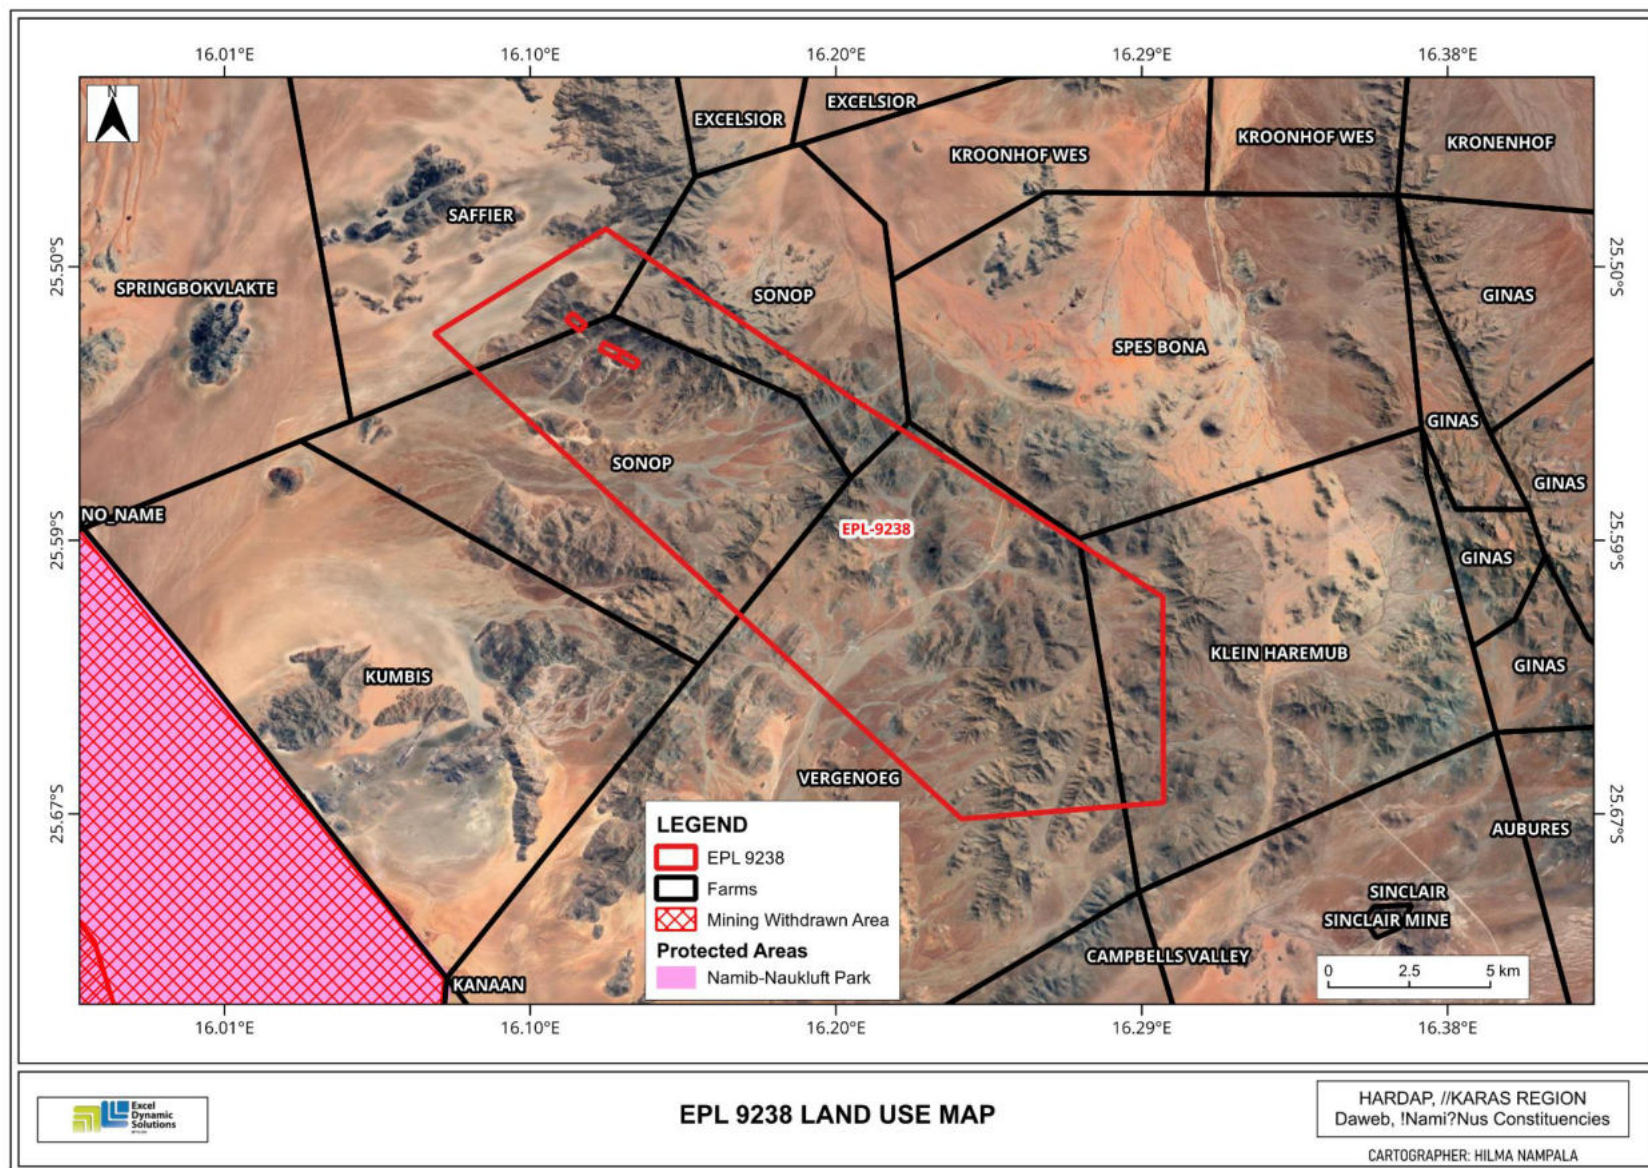 16.01°E 16.10°E 16.20°E 16.29°E 16.38°E
N
EXCELSIOR
EXCELSIOR
KROONHOF WES
KROONHOF WES
KRONENHOF
SAFFIER
25.50°S
25.50°S
SPRINGBOKVLAKTE
SONOP
GINAS
SPES BONA
GINAS
SONOP
GINAS
NO_NAME
EPL-9238
25.59°S
25.59°S
GINAS
KUMBIS
KLEIN HAREMUB
GINAS
VERGENOEG
25.67°S
25.67°S
AUBURES
SINCLAIR
SINCLAIR MINE
CAMPBELLS VALLEY
KANAAN
LEGEND
EPL 9238
Farms
Mining Withdrawn Area
Protected Areas
Namib-Naukluft Park
0 2.5 5 km
16.01°E 16.10°E 16.20°E 16.29°E 16.38°E
Excel
Dynamic
Solutions
EPL 9238 LAND USE MAP
HARDAP, //KARAS REGION
Daweb, !Nami?Nus Constituencies
CARTOGRAPHER: HILMA NAMPALA